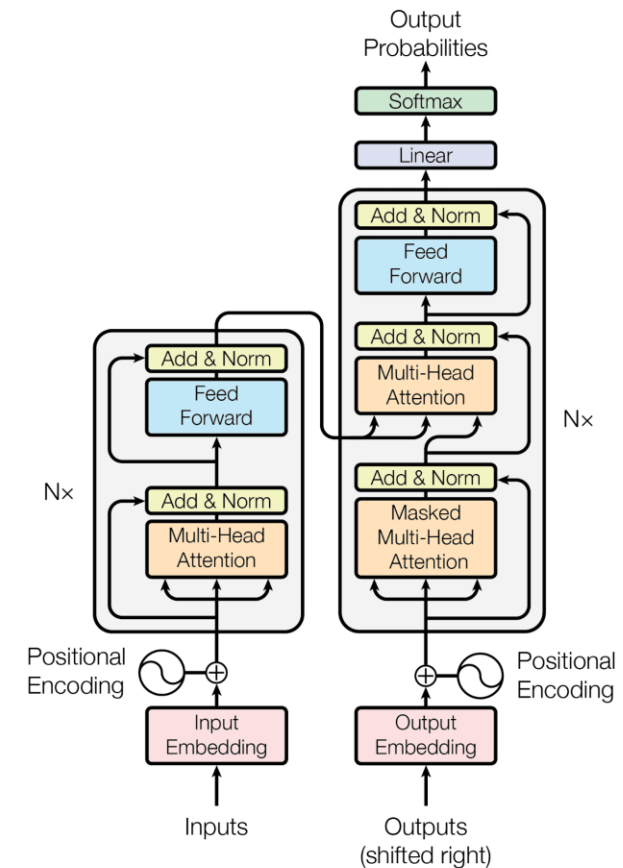 Output
Probabilities
Softmax
Linear
Add & Norm
Feed
Forward
Add & Norm
Multi-Head
Attention
Nx
Add & Norm
Masked
Multi-Head
Attention
Positional
Encoding
Output
Embedding
Outputs
(shifted right)
Add & Norm
Feed
Forward
Nx
Add & Norm
Multi-Head
Attention
Positional
Encoding
Input
Embedding
Inputs